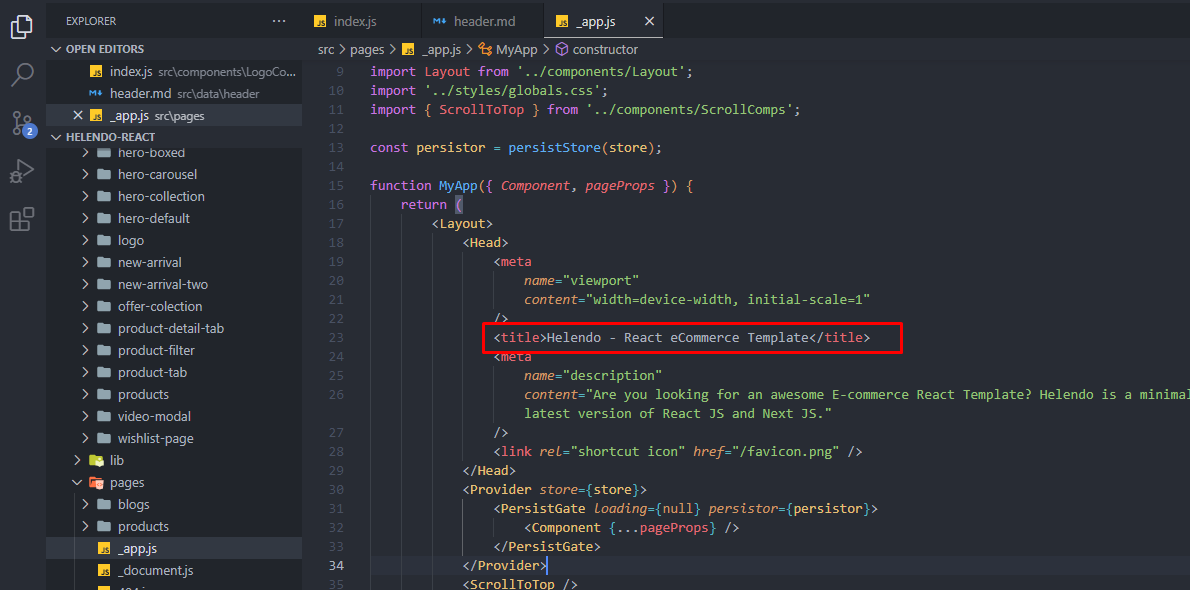 EXPLORER
···
OPEN EDITORS
JS index.js src\components\LogoCo...
M↓ header.md src\data\header
JS _app.js src\pages
HELENDO-REACT
hero-boxed
hero-carousel
hero-collection
hero-default
logo
new-arrival
new-arrival-two
offer-colection
product-detail-tab
product-filter
product-tab
products
video-modal
wishlist-page
lib
pages
blogs
products
JS _app.js
JS _document.js
2
JS index.js
M↓ header.md
JS _app.js
src > pages > JS _app.js > MyApp > constructor
9 import Layout from '../components/Layout';
10 import '../styles/globals.css';
11 import { ScrollToTop } from '../components/ScrollComps';
12
13 const persistor = persistStore(store);
14
15 function MyApp({ Component, pageProps }) {
16 return (
17 <Layout>
18 <Head>
19 <meta
20 name="viewport"
21 content="width=device-width, initial-scale=1"
22 />
23 <title>Helendo - React eCommerce Template</title>
24 <meta
25 name="description"
26 content="Are you looking for an awesome E-commerce React Template? Helendo is a minimal
latest version of React JS and Next JS."
27 />
28 <link rel="shortcut icon" href="/favicon.png" />
29 </Head>
30 <Provider store={store}>
31 <PersistGate loading={null} persistor={persistor}>
32 <Component {...pageProps} />
33 </PersistGate>
34 </Provider>
35 <ScrollToTop />